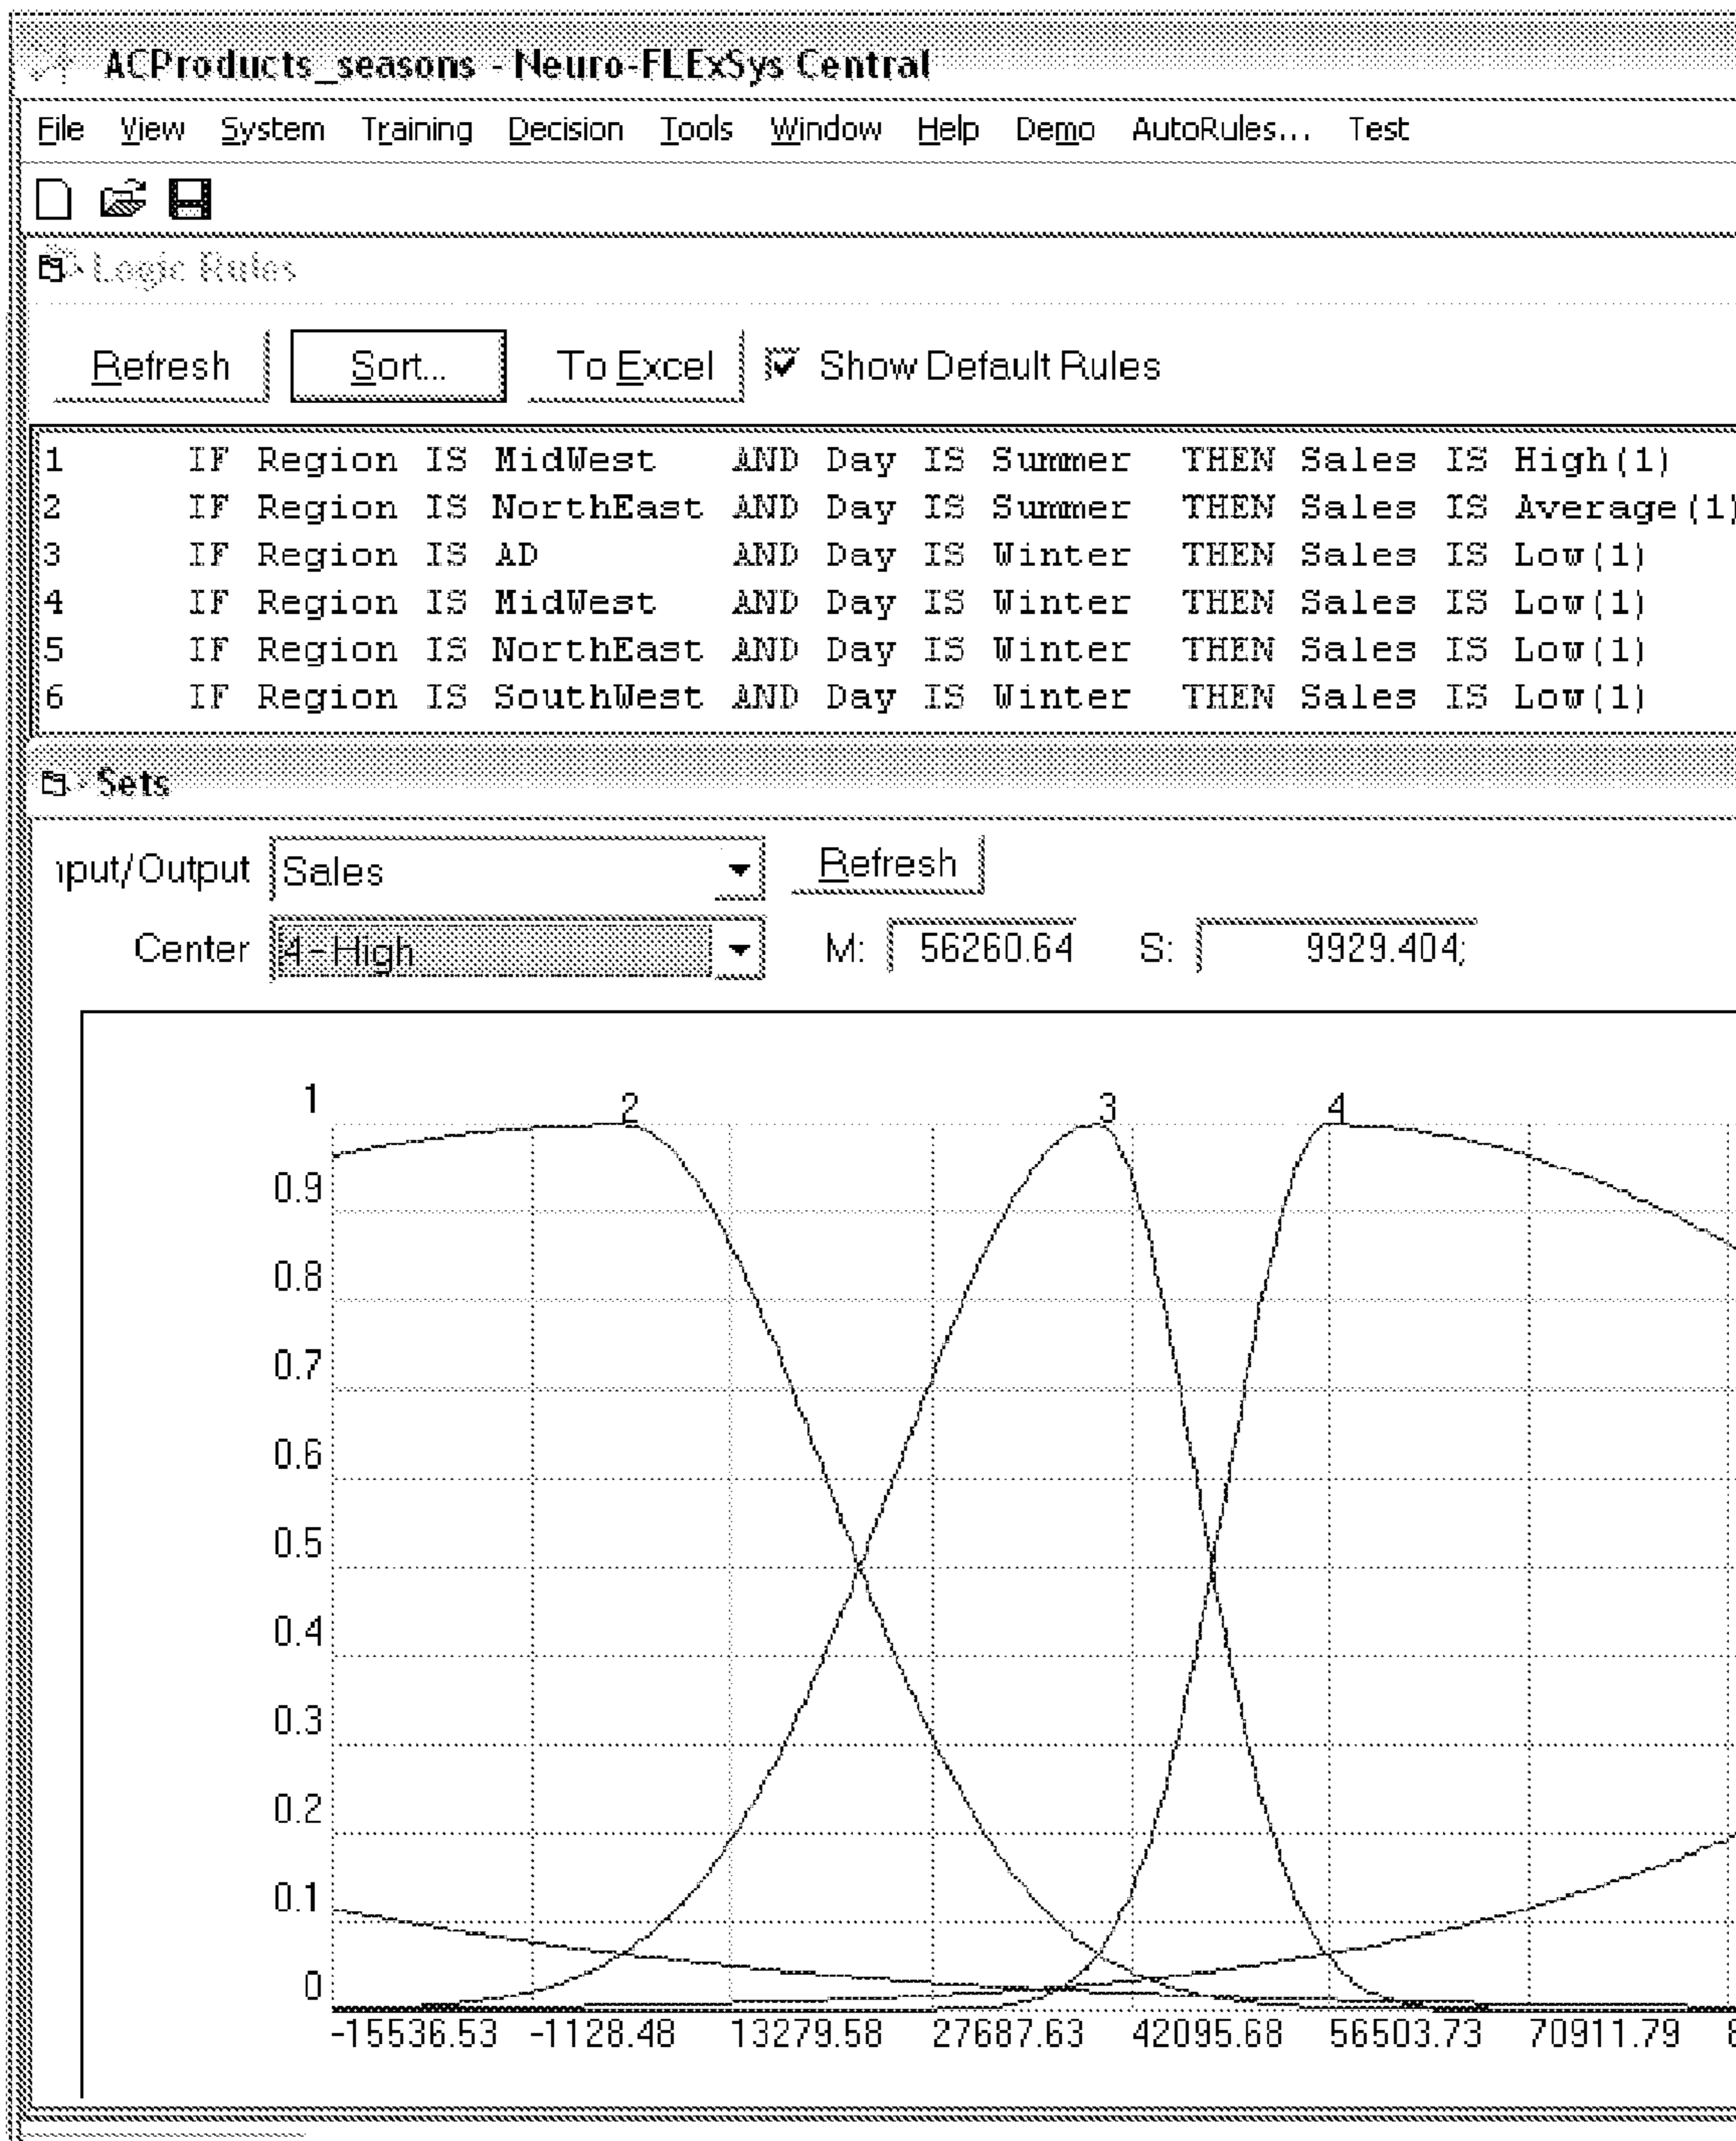 ACProducts_seasons - Neuro-FLExSys Central
File View System Training Decision Tools Window Help Demo AutoRules... Test
Logic Rules
Refresh Sort... To Excel Show Default Rules
1 IF Region IS MidWest AND Day IS Summer THEN Sales IS High(1)
2 IF Region IS NorthEast AND Day IS Summer THEN Sales IS Average(1)
3 IF Region IS AD AND Day IS Winter THEN Sales IS Low(1)
4 IF Region IS MidWest AND Day IS Winter THEN Sales IS Low(1)
5 IF Region IS NorthEast AND Day IS Winter THEN Sales IS Low(1)
6 IF Region IS SouthWest AND Day IS Winter THEN Sales IS Low(1)
Sets
nput/Output Sales Refresh
Center 4-High M: 56260.64 S: 9929.404;
2 3 4
1
0.9
0.8
0.7
0.6
0.5
0.4
0.3
0.2
0.1
0
-15536.53 -1128.48 13279.58 27687.63 42095.68 56503.73 70911.79